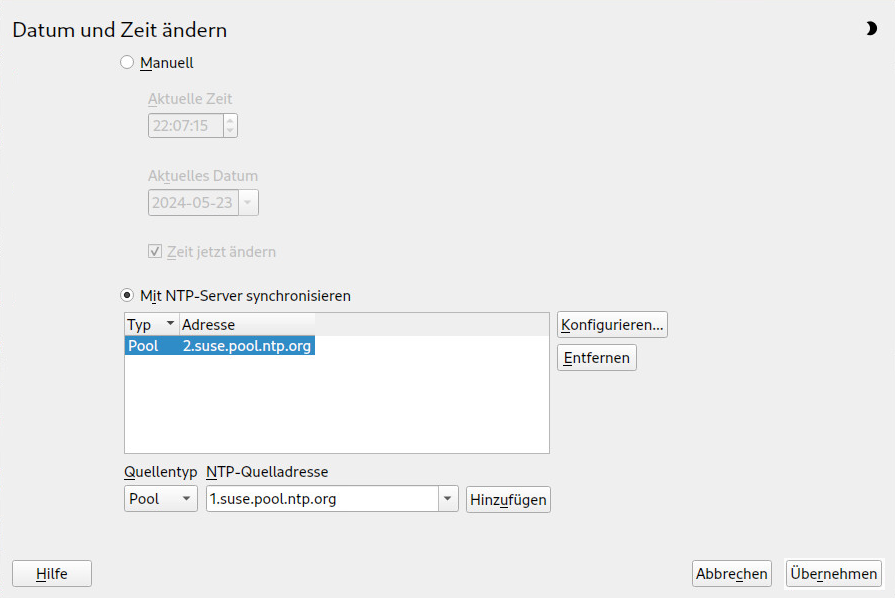 Datum und Zeit ändern
Manuell
Aktuelle Zeit
22:07:15
Aktuelles Datum
2024-05-23
Zeit jetzt ändern
Mit NTP-Server synchronisieren
Typ Adresse
Pool 2.suse.pool.ntp.org
Konfigurieren...
Entfernen
Quellentyp NTP-Quelladresse
Pool 1.suse.pool.ntp.org Hinzufügen
Hilfe Abbrechen Übernehmen